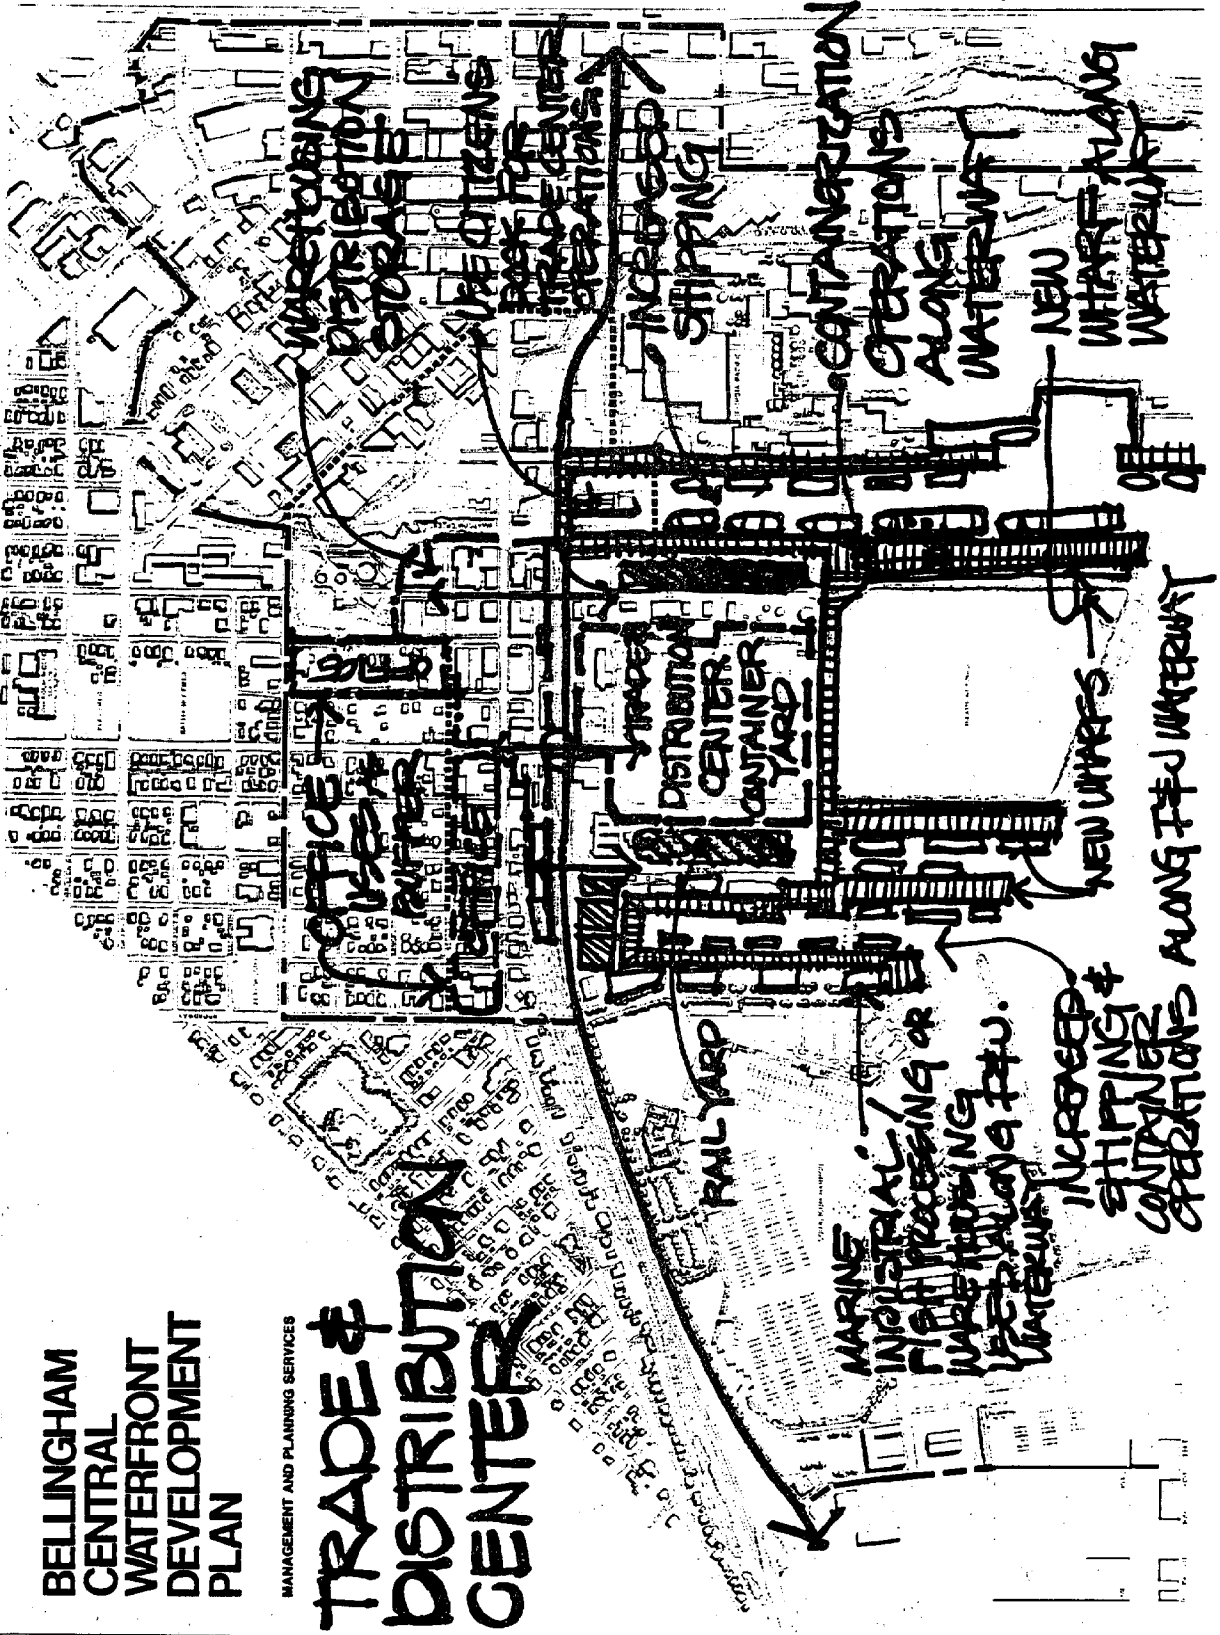 BELLINGHAM
CENTRAL
WATERFRONT
DEVELOPMENT
PLAN
MANAGEMENT AND PLANNING SERVICES
TRADE &
DISTRIBUTION
CENTER
WAREHOUSING
DISTRIBUTION
STORAGE
USE CITIZENS
DOCK FOR
TRADE CENTER
OPERATIONS
INCREASED
SHIPPING
CONTAINERIZATION
OPERATIONS
ALONG
WATERWAY
NEW
WHARF ALONG
WATERWAY
OFFICE
OFFICE
USES AS
BUFFER
TRADE
DISTRIBUTION
CENTER
CONTAINER
YARD
RAIL YARD
MARINE
INDUSTRIAL/
FISH PROCESSING OR
WAREHOUSING
USED ALONG I & J
WATERWAY
NEW WHARFS
INCREASED
SHIPPING &
CONTAINER
OPERATIONS ALONG I & J WATERWAY